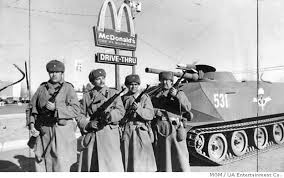 McDonald's
DRIVE-THRU
531
MGM / UA Entertainment Co.